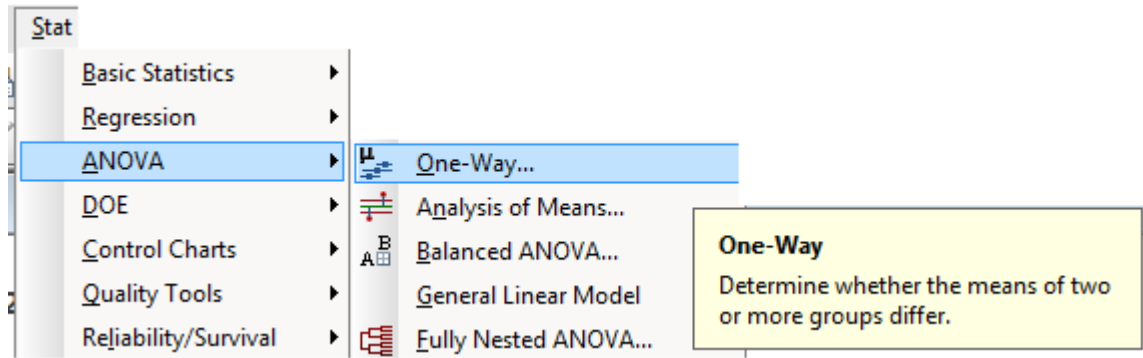 Stat
Basic Statistics
Regression
ANOVA
DOE
Control Charts
Quality Tools
Reliability/Survival
μ
One-Way...
Analysis of Means...
A B
Balanced ANOVA...
General Linear Model
Fully Nested ANOVA...
One-Way
Determine whether the means of two
or more groups differ.